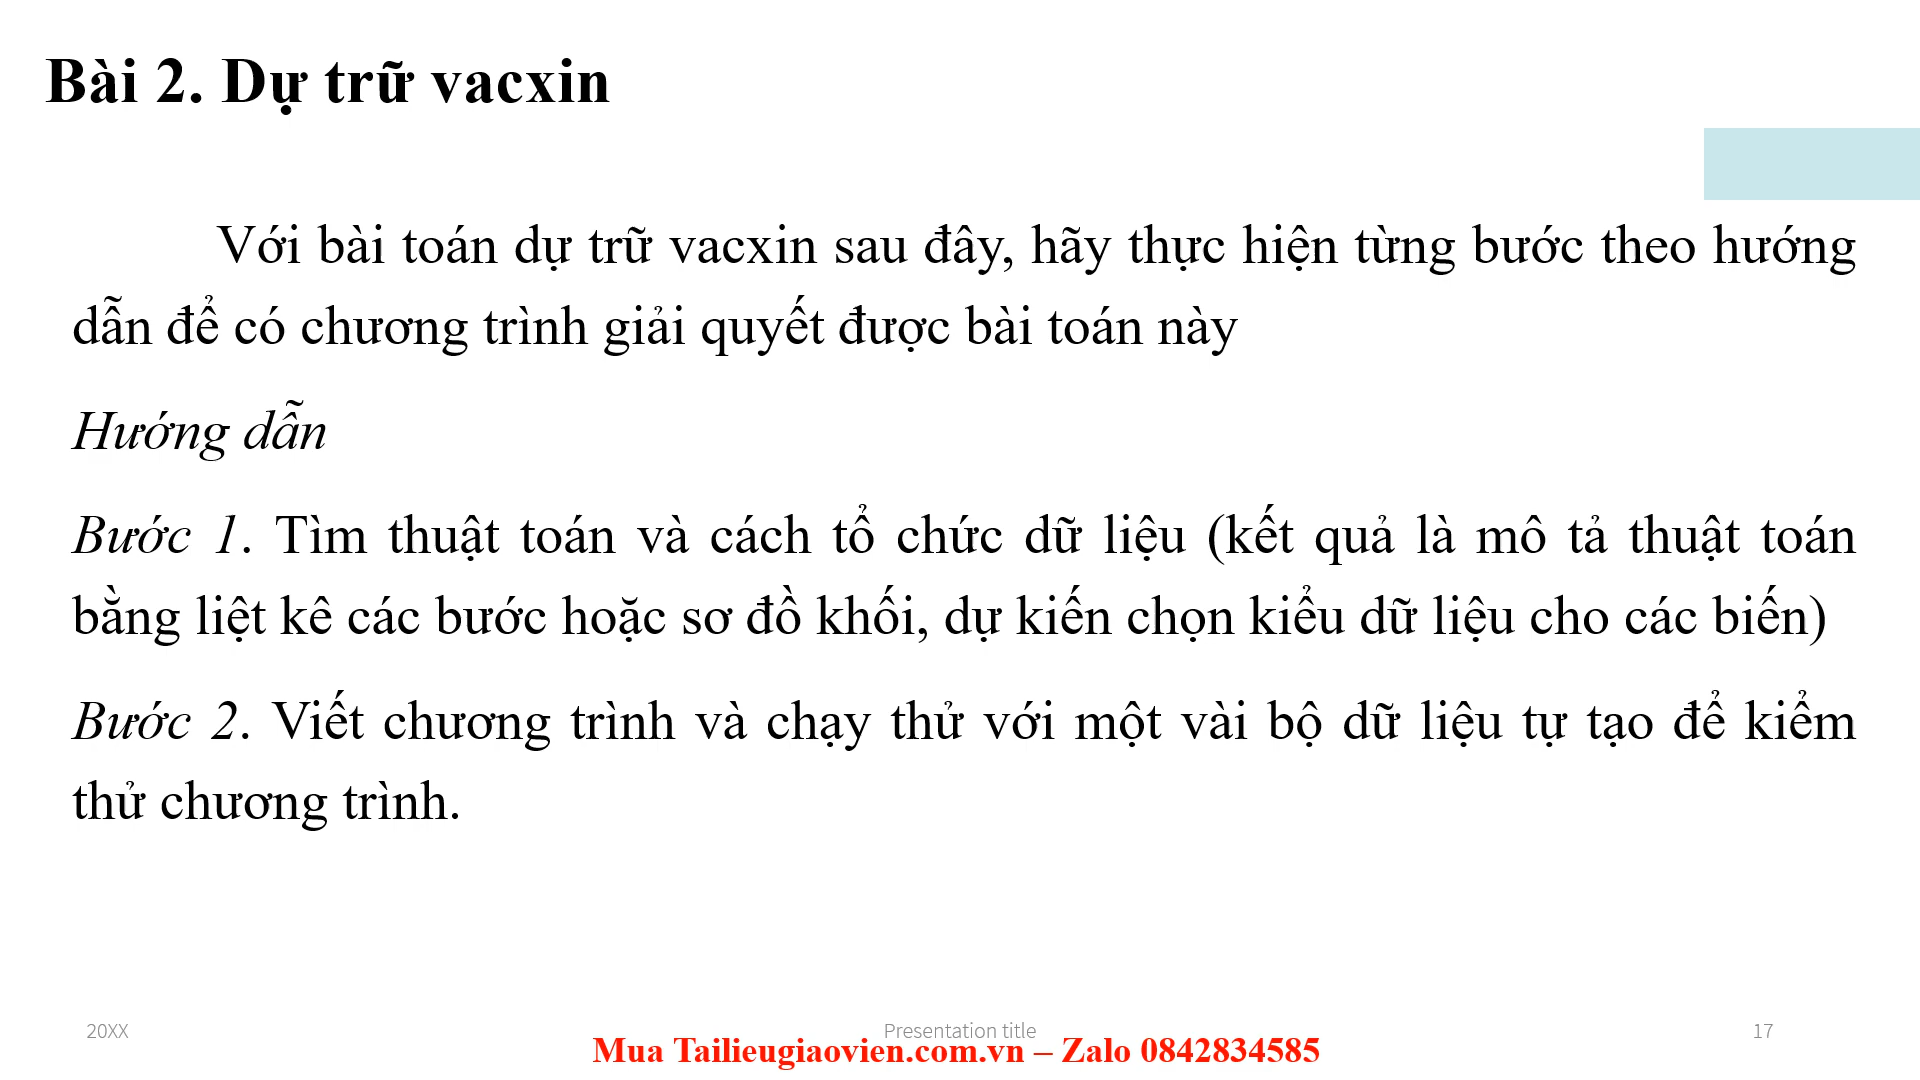 Bài 2. Dự trữ vacxin
Với bài toán dự trữ vacxin sau đây, hãy thực hiện từng bước theo hướng
dẫn để có chương trình giải quyết được bài toán này
Hướng dẫn
Bước 1. Tìm thuật toán và cách tổ chức dữ liệu (kết quả là mô tả thuật toán
bằng liệt kê các bước hoặc sơ đồ khối, dự kiến chọn kiểu dữ liệu cho các biến)
Bước 2. Viết chương trình và chạy thử với một vài bộ dữ liệu tự tạo để kiểm
thử chương trình.
20XX
Presentation title
17
Mua Tailieugiaovien.com.vn – Zalo 0842834585